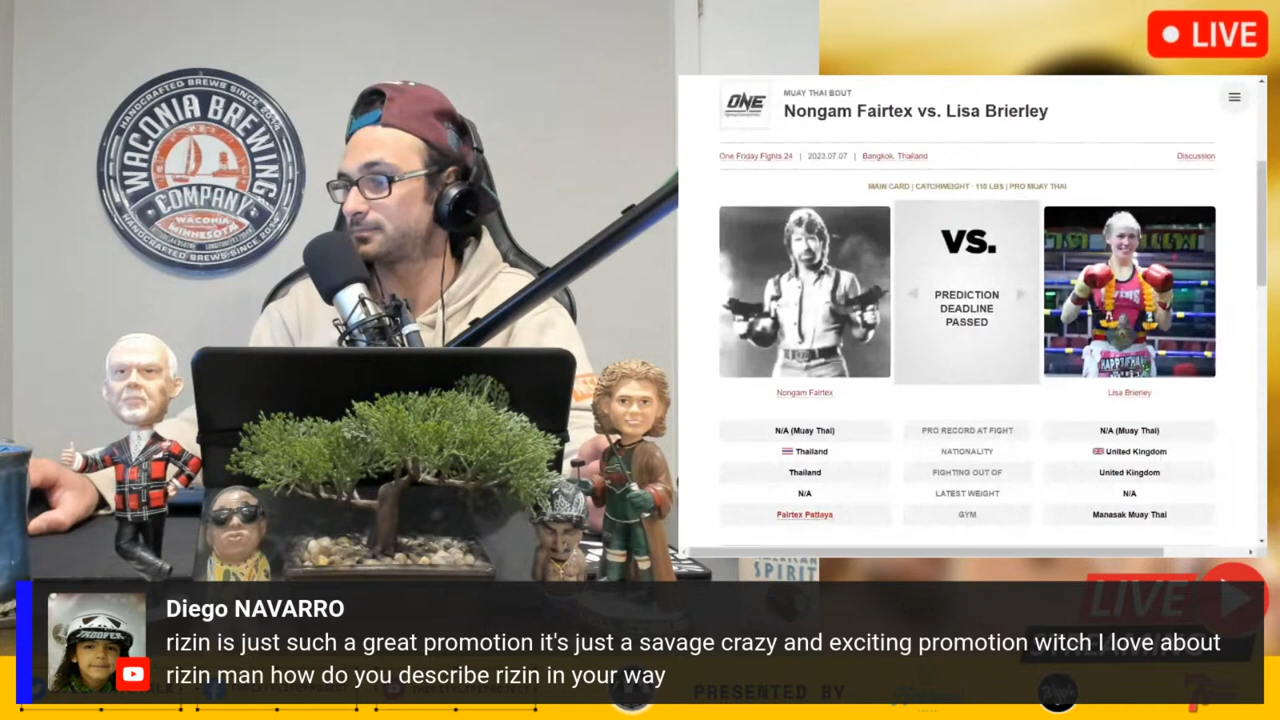 LIVE
HANDCRAFTED BREWS SINCE 2014
WACONIA BREWING
COMPANY
WACONIA
MINNESOTA
HANDCRAFTED BREWS SINCE 2014
ONE
MUAY THAI BOUT
Nongam Fairtex vs. Lisa Brierley
One Friday Fights 24 | 2023.07.07 | Bangkok, Thailand
Discussion
MAIN CARD | CATCHWEIGHT · 110 LBS | PRO MUAY THAI
VS.
PREDICTION
DEADLINE
PASSED
Nongam Fairtex
Lisa Brierley
N/A (Muay Thai) PRO RECORD AT FIGHT N/A (Muay Thai)
Thailand NATIONALITY United Kingdom
Thailand FIGHTING OUT OF United Kingdom
N/A LATEST WEIGHT N/A
Fairtex Pattaya GYM Manasak Muay Thai
SPIRIT
LIVE
TROOPER
Diego NAVARRO
rizin is just such a great promotion it's just a savage crazy and exciting promotion witch I love about
rizin man how do you describe rizin in your way
PRESENTED BY